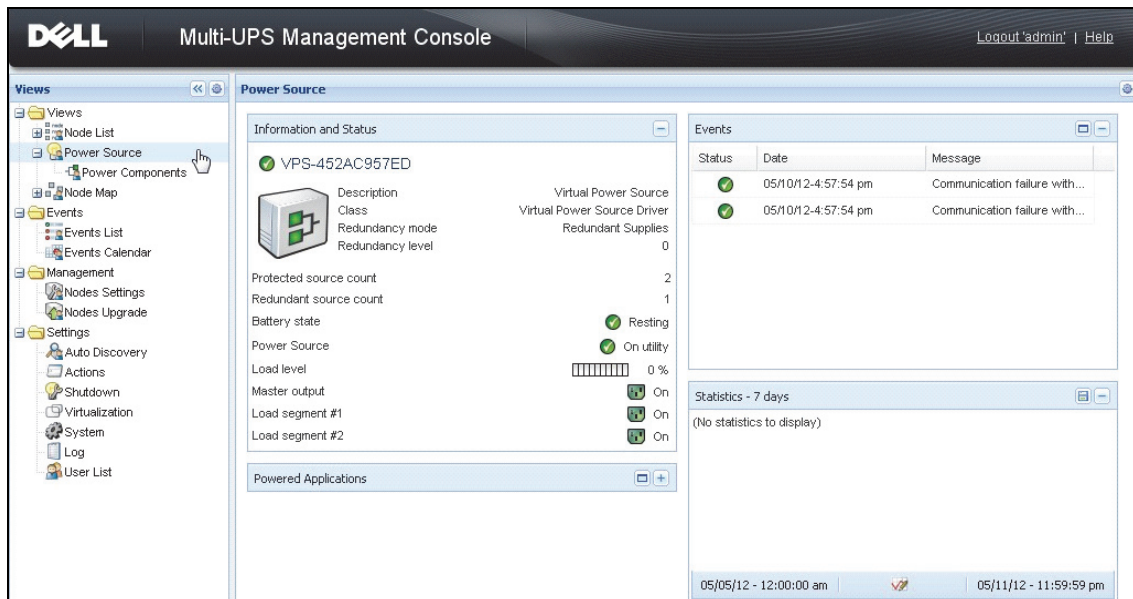 DELL
Multi-UPS Management Console
Logout 'admin' | Help
Views
Views
Node List
Power Source
Power Components
Node Map
Events
Events List
Events Calendar
Management
Nodes Settings
Nodes Upgrade
Settings
Auto Discovery
Actions
Shutdown
Virtualization
System
Log
User List
Power Source
Information and Status
VPS-452AC957ED
Description Virtual Power Source
Class Virtual Power Source Driver
Redundancy mode Redundant Supplies
Redundancy level 0
Protected source count 2
Redundant source count 1
Battery state Resting
Power Source On utility
Load level 0 %
Master output On
Load segment #1 On
Load segment #2 On
Powered Applications
Events
Status Date Message
05/10/12-4:57:54 pm Communication failure with...
05/10/12-4:57:54 pm Communication failure with...
Statistics - 7 days
(No statistics to display)
05/05/12 - 12:00:00 am 05/11/12 - 11:59:59 pm